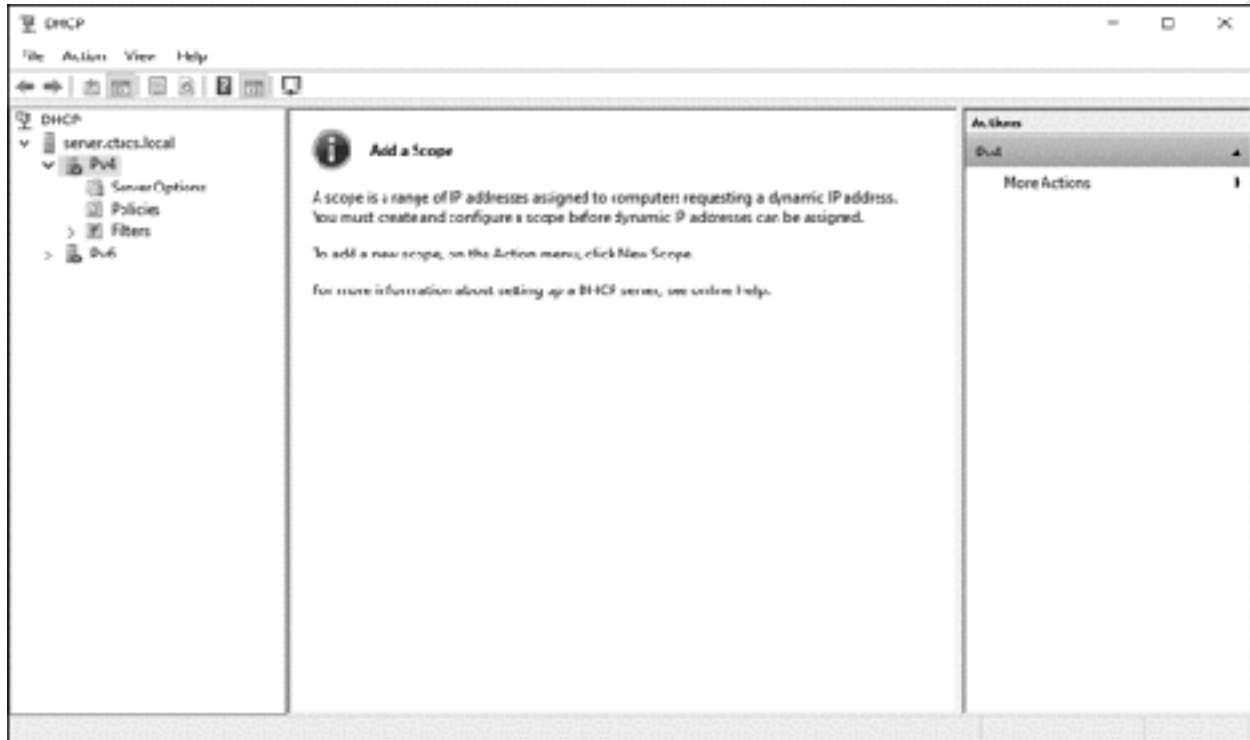 DHCP
File Action View Help
DHCP
server.ctacs.local
IPv4
Server Options
Policies
Filters
IPv6
Add a Scope
A scope is a range of IP addresses assigned to computers requesting a dynamic IP address.
You must create and configure a scope before dynamic IP addresses can be assigned.
To add a new scope, on the Action menu, click New Scope.
For more information about setting up a DHCP server, see online Help.
Actions
IPv4
More Actions